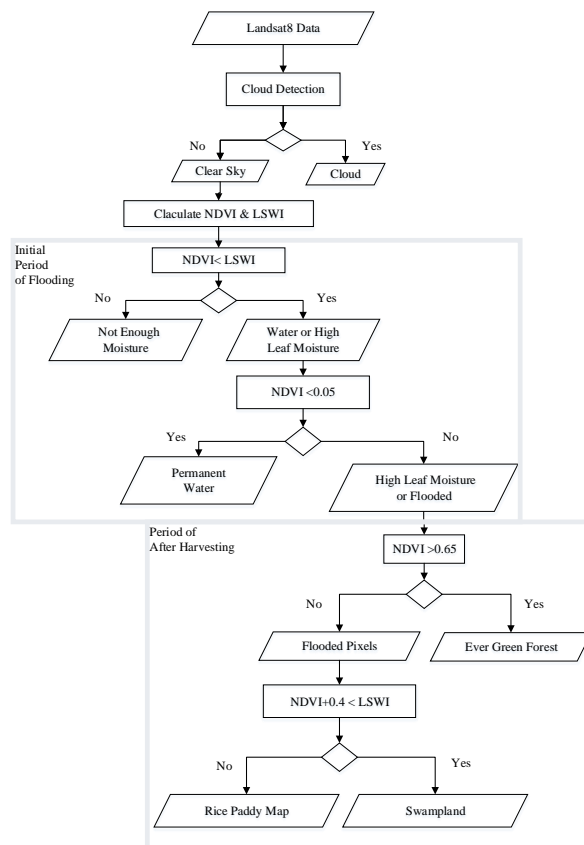 Landsat8 Data
Cloud Detection
No
Yes
Clear Sky
Cloud
Claculate NDVI & LSWI
Initial
Period
of Flooding
NDVI< LSWI
No
Yes
Not Enough
Moisture
Water or High
Leaf Moisture
NDVI <0.05
Yes
No
Permanent
Water
High Leaf Moisture
or Flooded
Period of
After Harvesting
NDVI >0.65
No
Yes
Flooded Pixels
Ever Green Forest
NDVI+0.4 < LSWI
No
Yes
Rice Paddy Map
Swampland